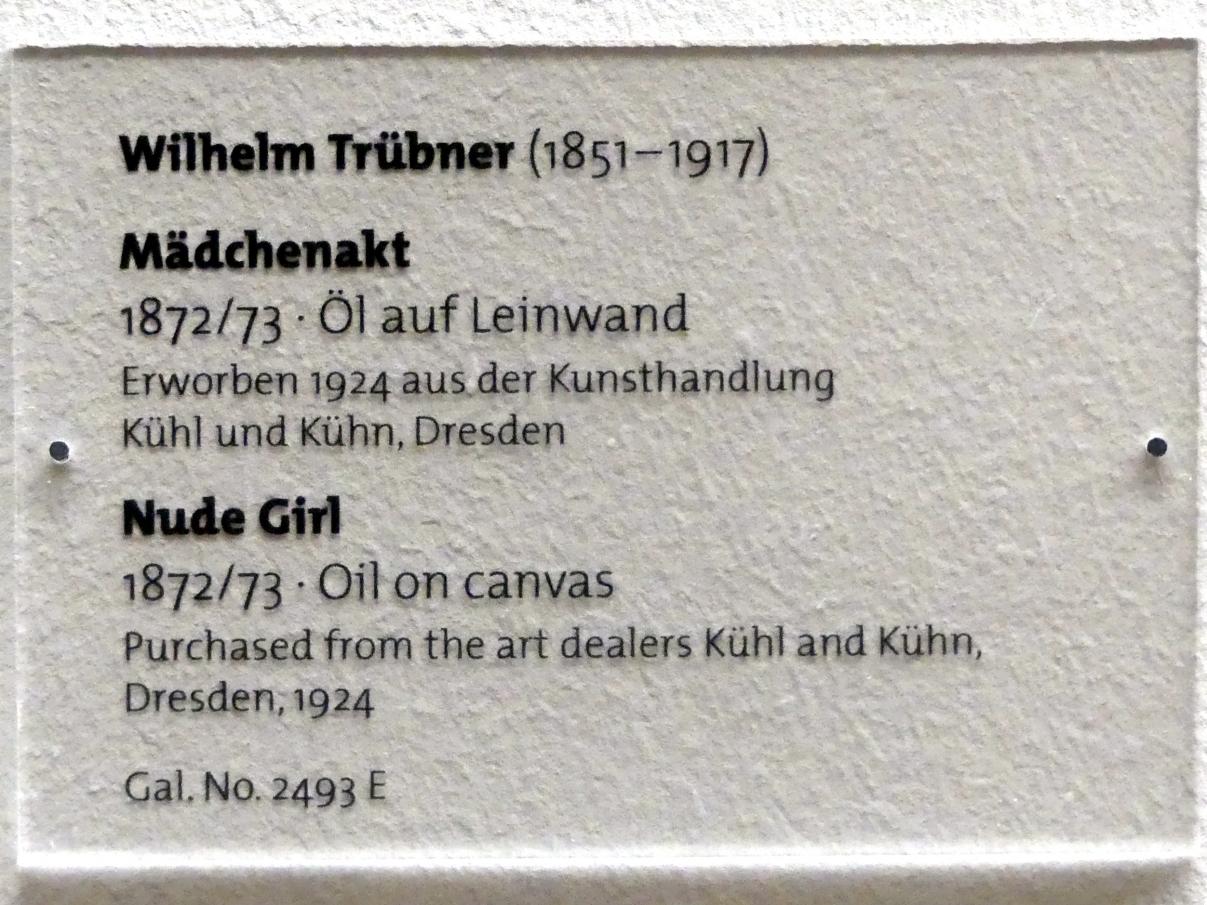 Wilhelm Trübner (1851–1917)
Mädchenakt
1872/73 · Öl auf Leinwand
Erworben 1924 aus der Kunsthandlung
Kühl und Kühn, Dresden
Nude Girl
1872/73 · Oil on canvas
Purchased from the art dealers Kühl and Kühn,
Dresden, 1924
Gal. No. 2493 E